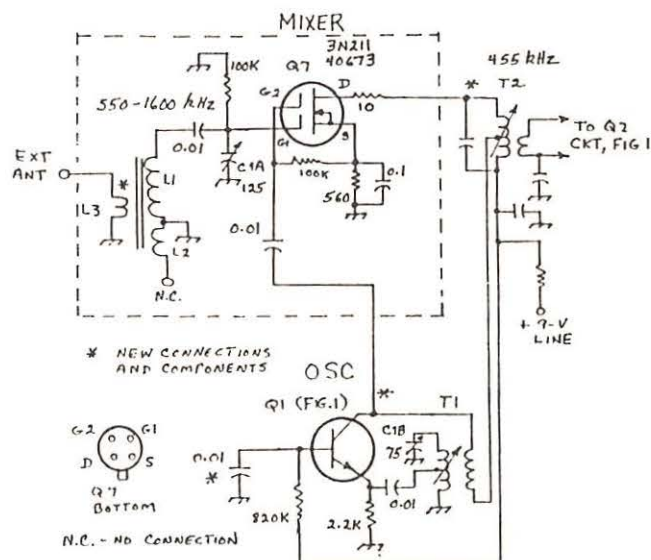 MIXER
3N211
40673
Q7
100K
D
G2
G1
S
10
455 kHz
*
T2
550-1600 kHz
0.01
C1A
125
100K
0.1
560
TO Q2
CKT, FIG 1
EXT
ANT
*
L1
L3
L2
0.01
N.C.
+ 9-V
LINE
* NEW CONNECTIONS
AND COMPONENTS
OSC
Q1 (FIG.1)
*
T1
C1B
75
G2
G1
D
S
Q7
BOTTOM
0.01
*
0.01
820K
2.2K
N.C. - NO CONNECTION